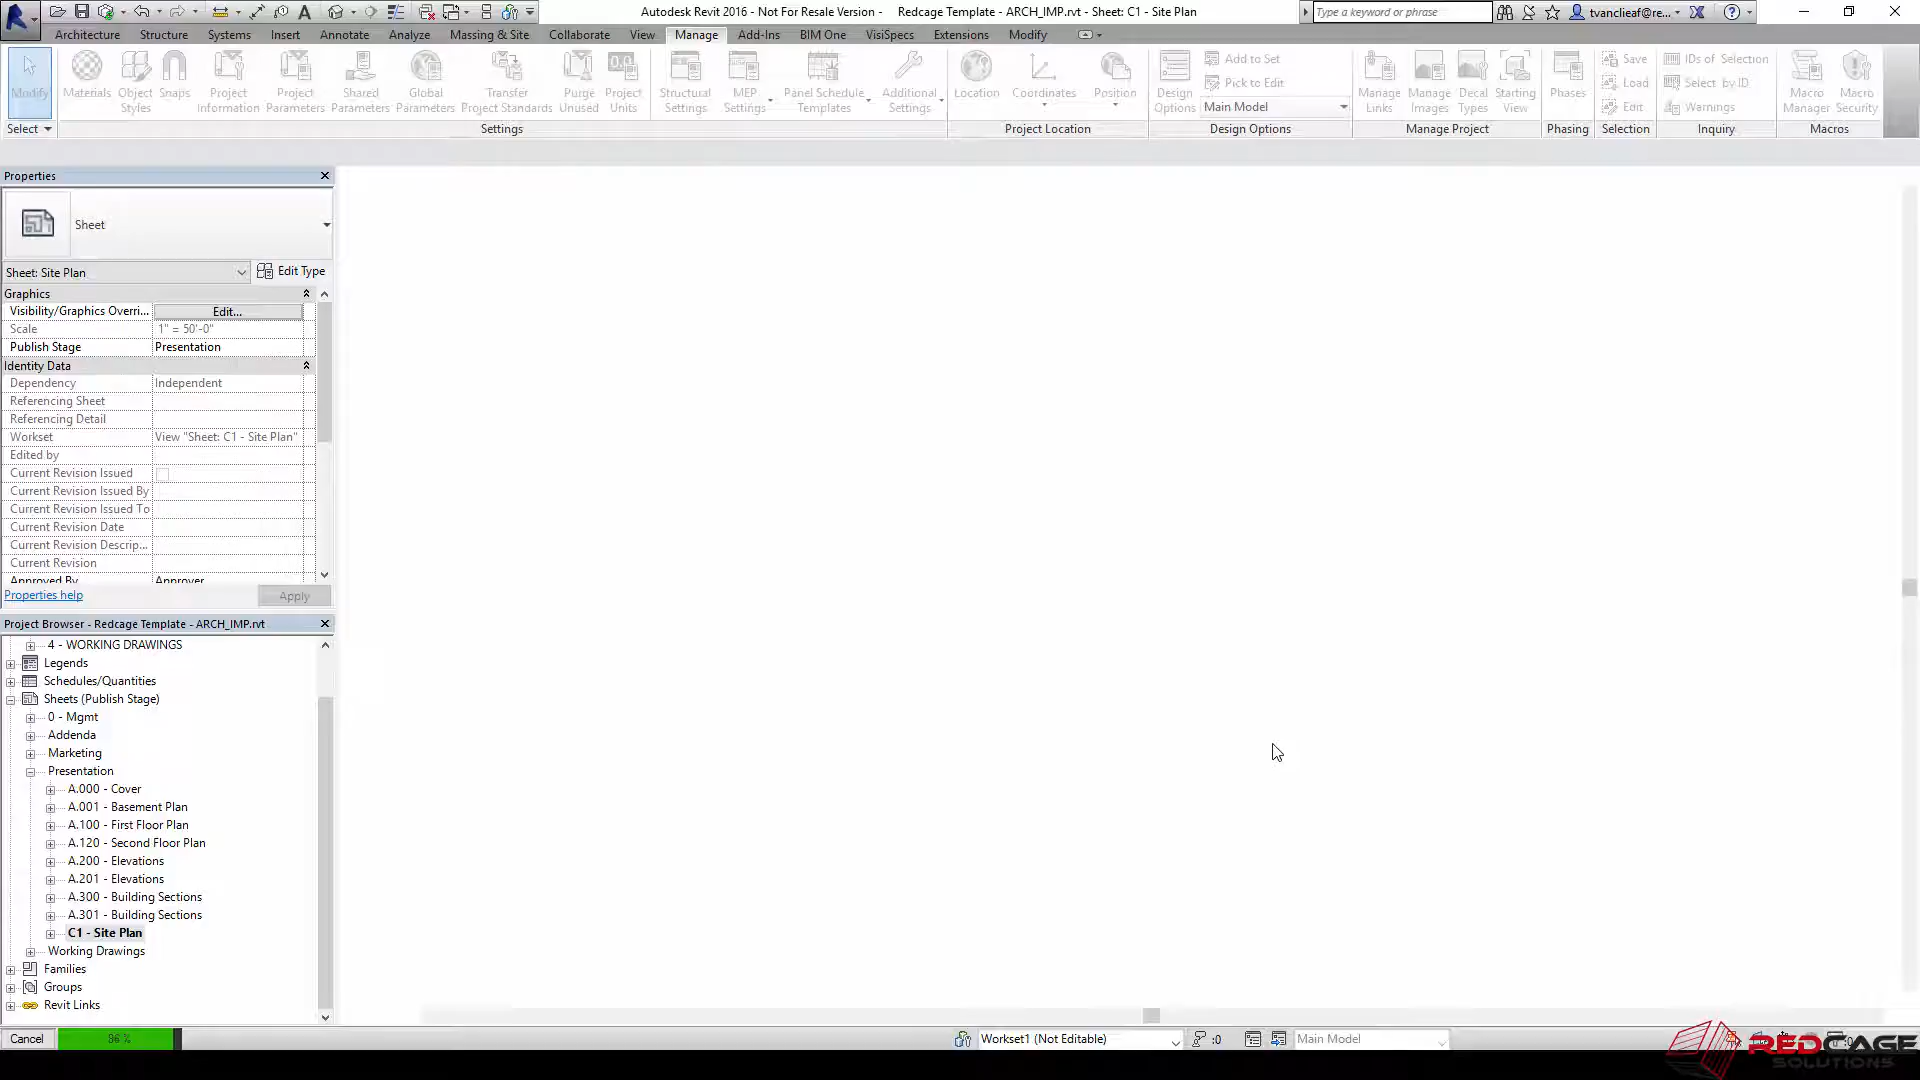 Autodesk Revit 2016 - Not For Resale Version - Redcage Template - ARCH_IMP.rvt - Sheet: C1 - Site Plan
Type a keyword or phrase
tvanclieaf@re...
Architecture Structure Systems Insert Annotate Analyze Massing & Site Collaborate View Manage Add-Ins BIM One VisiSpecs Extensions Modify
Modify
Materials
Object Styles
Snaps
Project Information
Project Parameters
Shared Parameters
Global Parameters
Transfer Project Standards
Purge Unused
Project Units
Structural Settings
MEP Settings
Panel Schedule Templates
Additional Settings
Location
Coordinates
Position
Design Options
Add to Set
Pick to Edit
Main Model
Manage Links
Manage Images
Decal Types
Starting View
Phases
Save
Load
Edit
IDs of Selection
Select by ID
Warnings
Macro Manager
Macro Security
Select
Settings
Project Location
Design Options
Manage Project
Phasing
Selection
Inquiry
Macros
Properties
Sheet
Sheet: Site Plan
Edit Type
Graphics
Visibility/Graphics Overri... Edit...
Scale 1" = 50'-0"
Publish Stage Presentation
Identity Data
Dependency Independent
Referencing Sheet
Referencing Detail
Workset View "Sheet: C1 - Site Plan"
Edited by
Current Revision Issued
Current Revision Issued By
Current Revision Issued To
Current Revision Date
Current Revision Descrip...
Current Revision
Approved By Approver
Properties help
Apply
Project Browser - Redcage Template - ARCH_IMP.rvt
4 - WORKING DRAWINGS
Legends
Schedules/Quantities
Sheets (Publish Stage)
0 - Mgmt
Addenda
Marketing
Presentation
A.000 - Cover
A.001 - Basement Plan
A.100 - First Floor Plan
A.120 - Second Floor Plan
A.200 - Elevations
A.201 - Elevations
A.300 - Building Sections
A.301 - Building Sections
C1 - Site Plan
Working Drawings
Families
Groups
Revit Links
Cancel
96 %
Workset1 (Not Editable)
:0
Main Model
REDCAGE
SOLUTIONS